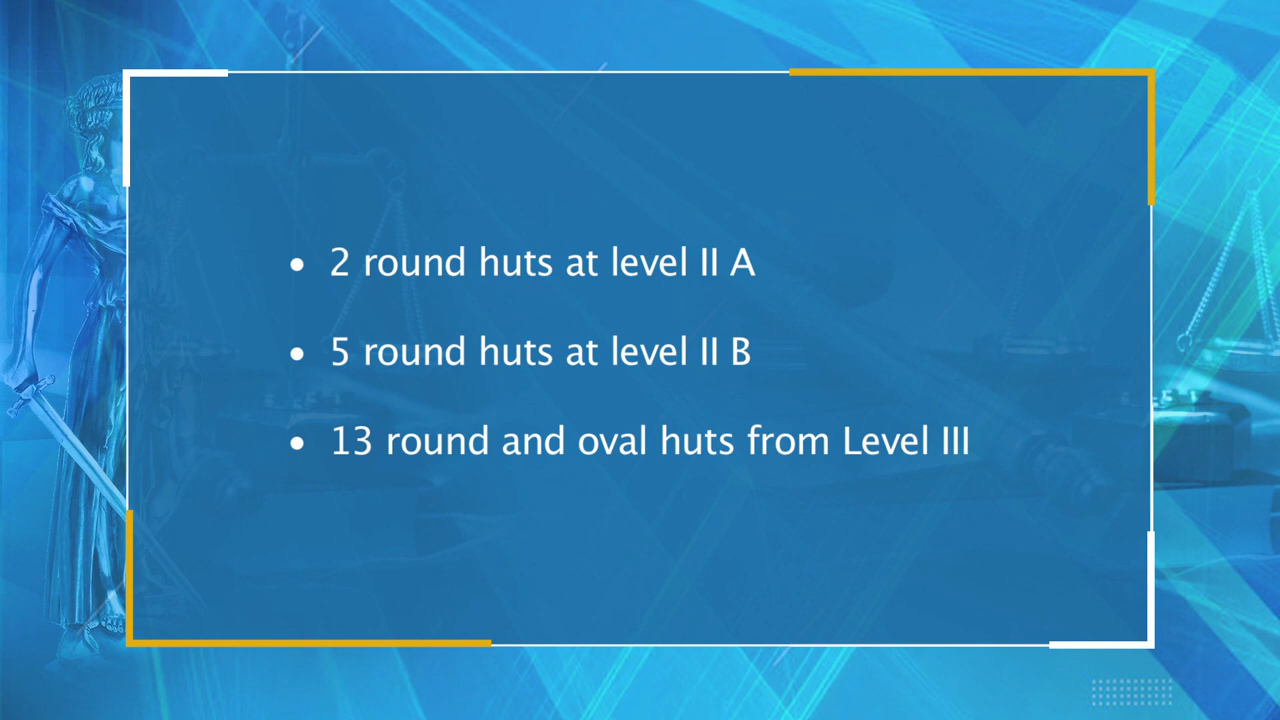 • 2 round huts at level II A
• 5 round huts at level II B
• 13 round and oval huts from Level III